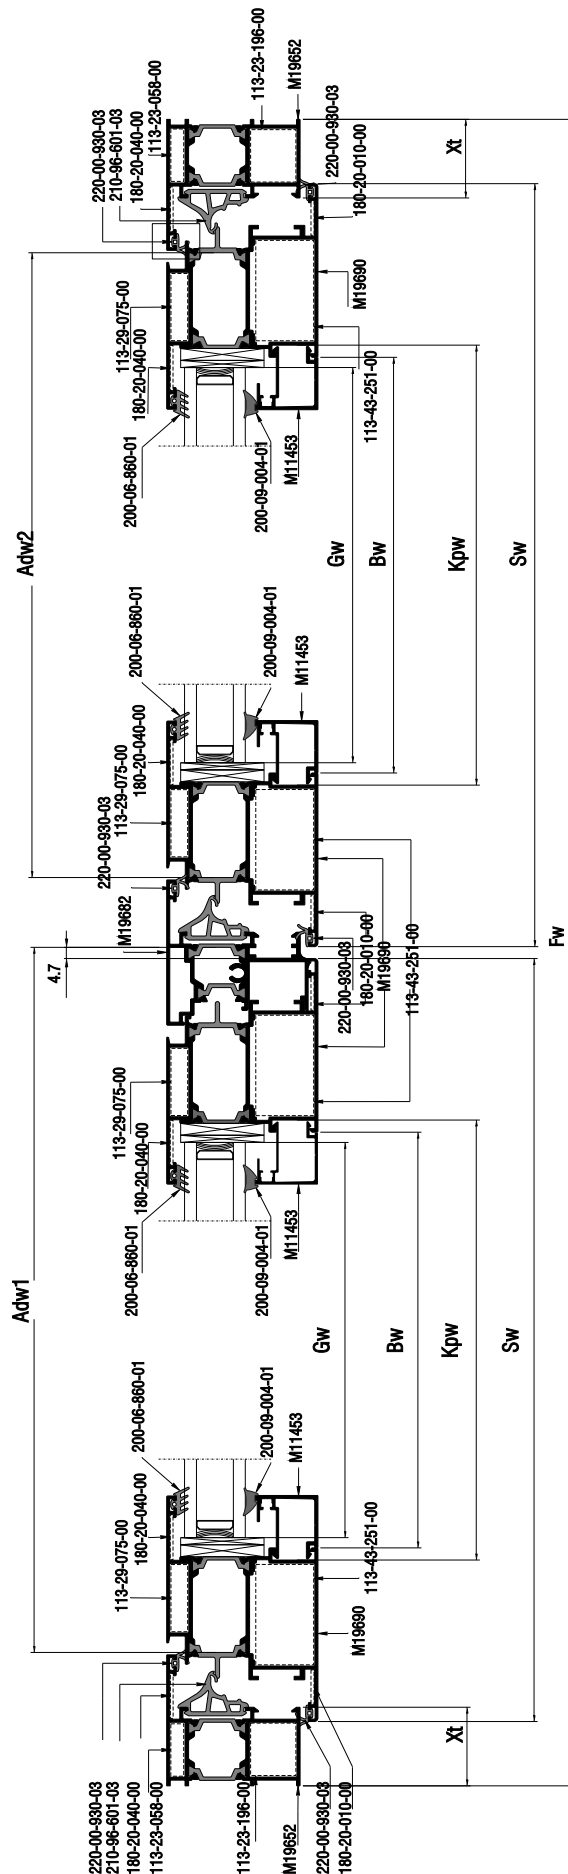 220-00-930-03
210-96-601-03
180-20-040-00
113-23-058-00
113-23-196-00
M19652
220-00-930-03
180-20-010-00
Xt
M19690
113-29-075-00
180-20-040-00
113-43-251-00
200-06-860-01
200-09-004-01
M11453
Adw2
Gw
Bw
Kpw
Sw
200-06-860-01
200-09-004-01
M11453
180-20-040-00
113-29-075-00
220-00-930-03
M19682
4.7
220-00-930-03
180-20-010-00
M19690
113-43-251-00
Fw
113-29-075-00
180-20-040-00
200-06-860-01
200-09-004-01
M11453
Adw1
Gw
Bw
Kpw
Sw
200-06-860-01
200-09-004-01
M11453
180-20-040-00
113-29-075-00
113-43-251-00
M19690
Xt
220-00-930-03
210-96-601-03
180-20-040-00
113-23-058-00
113-23-196-00
M19652
220-00-930-03
180-20-010-00